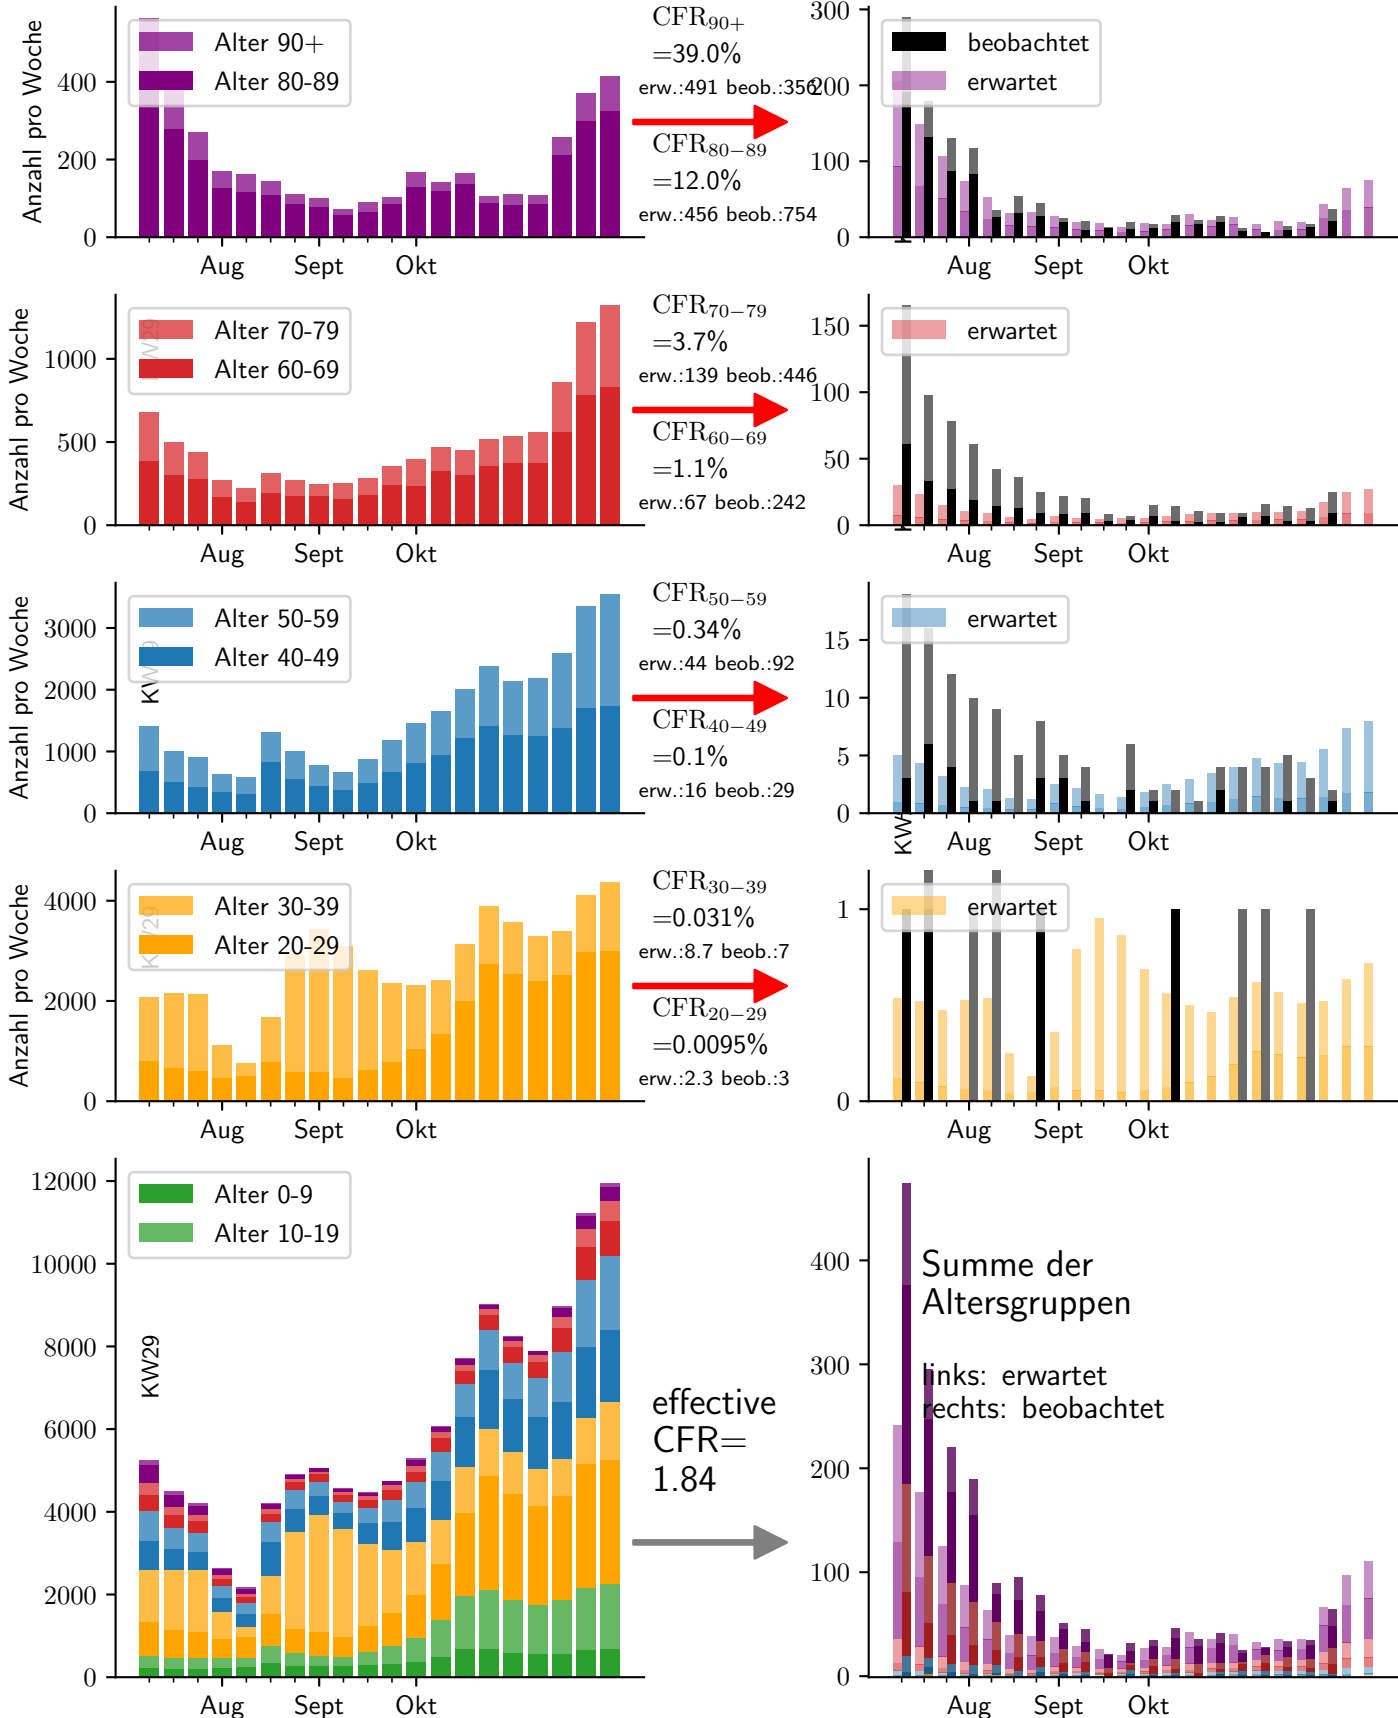 Anzahl pro Woche
400
200
0
Alter 90+
Alter 80-89
Aug
Sept
Okt
CFR90+
=39.0%
erw.:491 beob.:356
CFR80−89
=12.0%
erw.:456 beob.:754
300
200
100
0
beobachtet
erwartet
Aug
Sept
Okt
Anzahl pro Woche
1000
500
0
KW29
Alter 70-79
Alter 60-69
Aug
Sept
Okt
CFR70−79
=3.7%
erw.:139 beob.:446
CFR60−69
=1.1%
erw.:67 beob.:242
150
100
50
0
erwartet
Aug
Sept
Okt
Anzahl pro Woche
3000
2000
1000
0
KW29
Alter 50-59
Alter 40-49
Aug
Sept
Okt
CFR50−59
=0.34%
erw.:44 beob.:92
CFR40−49
=0.1%
erw.:16 beob.:29
15
10
5
0
erwartet
KW
Aug
Sept
Okt
Anzahl pro Woche
4000
2000
0
KW29
Alter 30-39
Alter 20-29
Aug
Sept
Okt
CFR30−39
=0.031%
erw.:8.7 beob.:7
CFR20−29
=0.0095%
erw.:2.3 beob.:3
1
0
erwartet
Aug
Sept
Okt
12000
10000
8000
6000
4000
2000
0
Alter 0-9
Alter 10-19
KW29
Aug
Sept
Okt
effective
CFR=
1.84
400
300
200
100
0
Summe der
Altersgruppen
links: erwartet
rechts: beobachtet
Aug
Sept
Okt